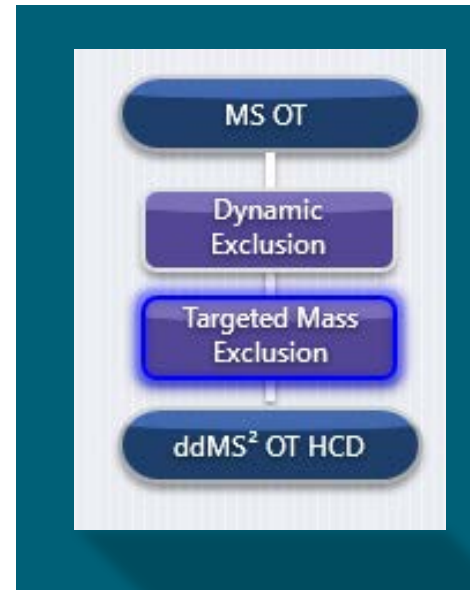 MS OT
Dynamic
Exclusion
Targeted Mass
Exclusion
ddMS² OT HCD